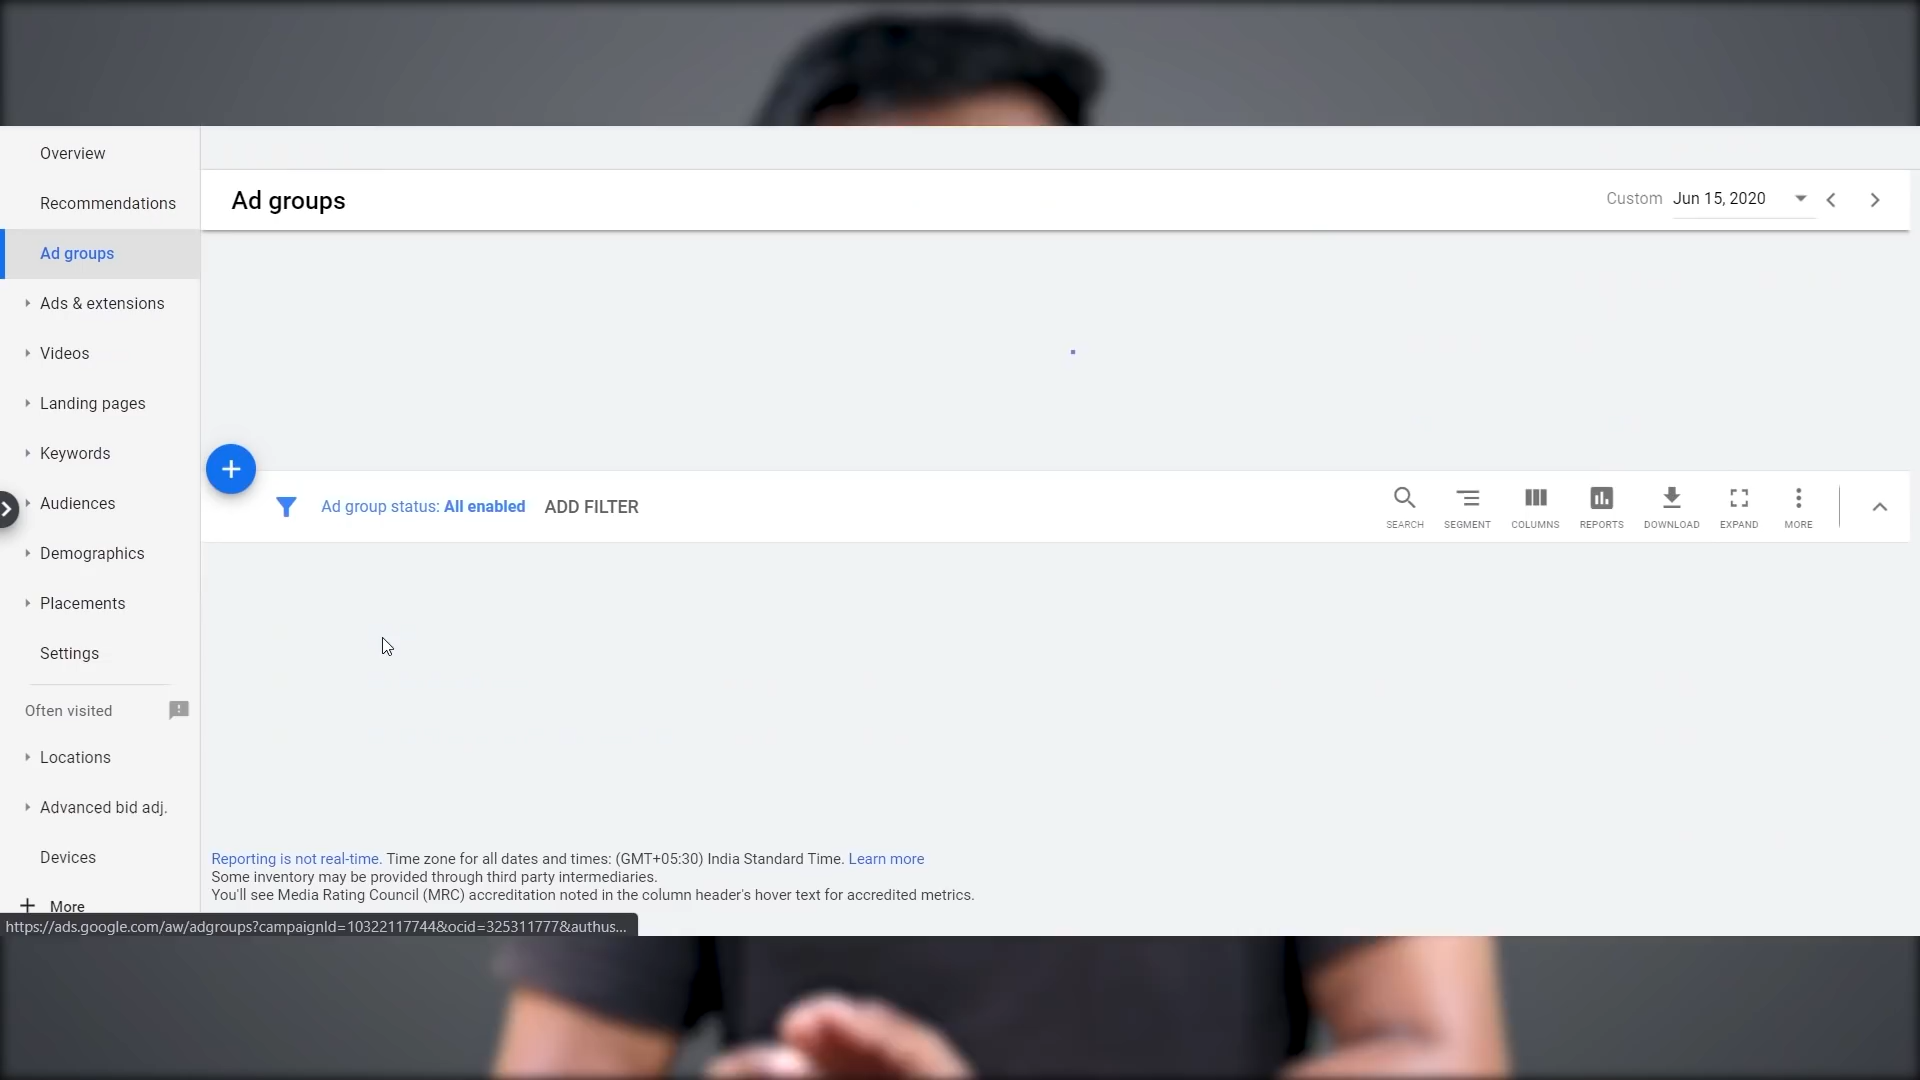 Overview
Recommendations
Ad groups
Ads & extensions
Videos
Landing pages
Keywords
Audiences
Demographics
Placements
Settings
Often visited
Locations
Advanced bid adj.
Devices
More
Ad groups
Custom Jun 15, 2020
Ad group status: All enabled ADD FILTER
SEARCH SEGMENT COLUMNS REPORTS DOWNLOAD EXPAND MORE
Reporting is not real-time. Time zone for all dates and times: (GMT+05:30) India Standard Time. Learn more
Some inventory may be provided through third party intermediaries.
You'll see Media Rating Council (MRC) accreditation noted in the column header's hover text for accredited metrics.
https://ads.google.com/aw/adgroups?campaignId=10322117744&ocid=325311777&authus...